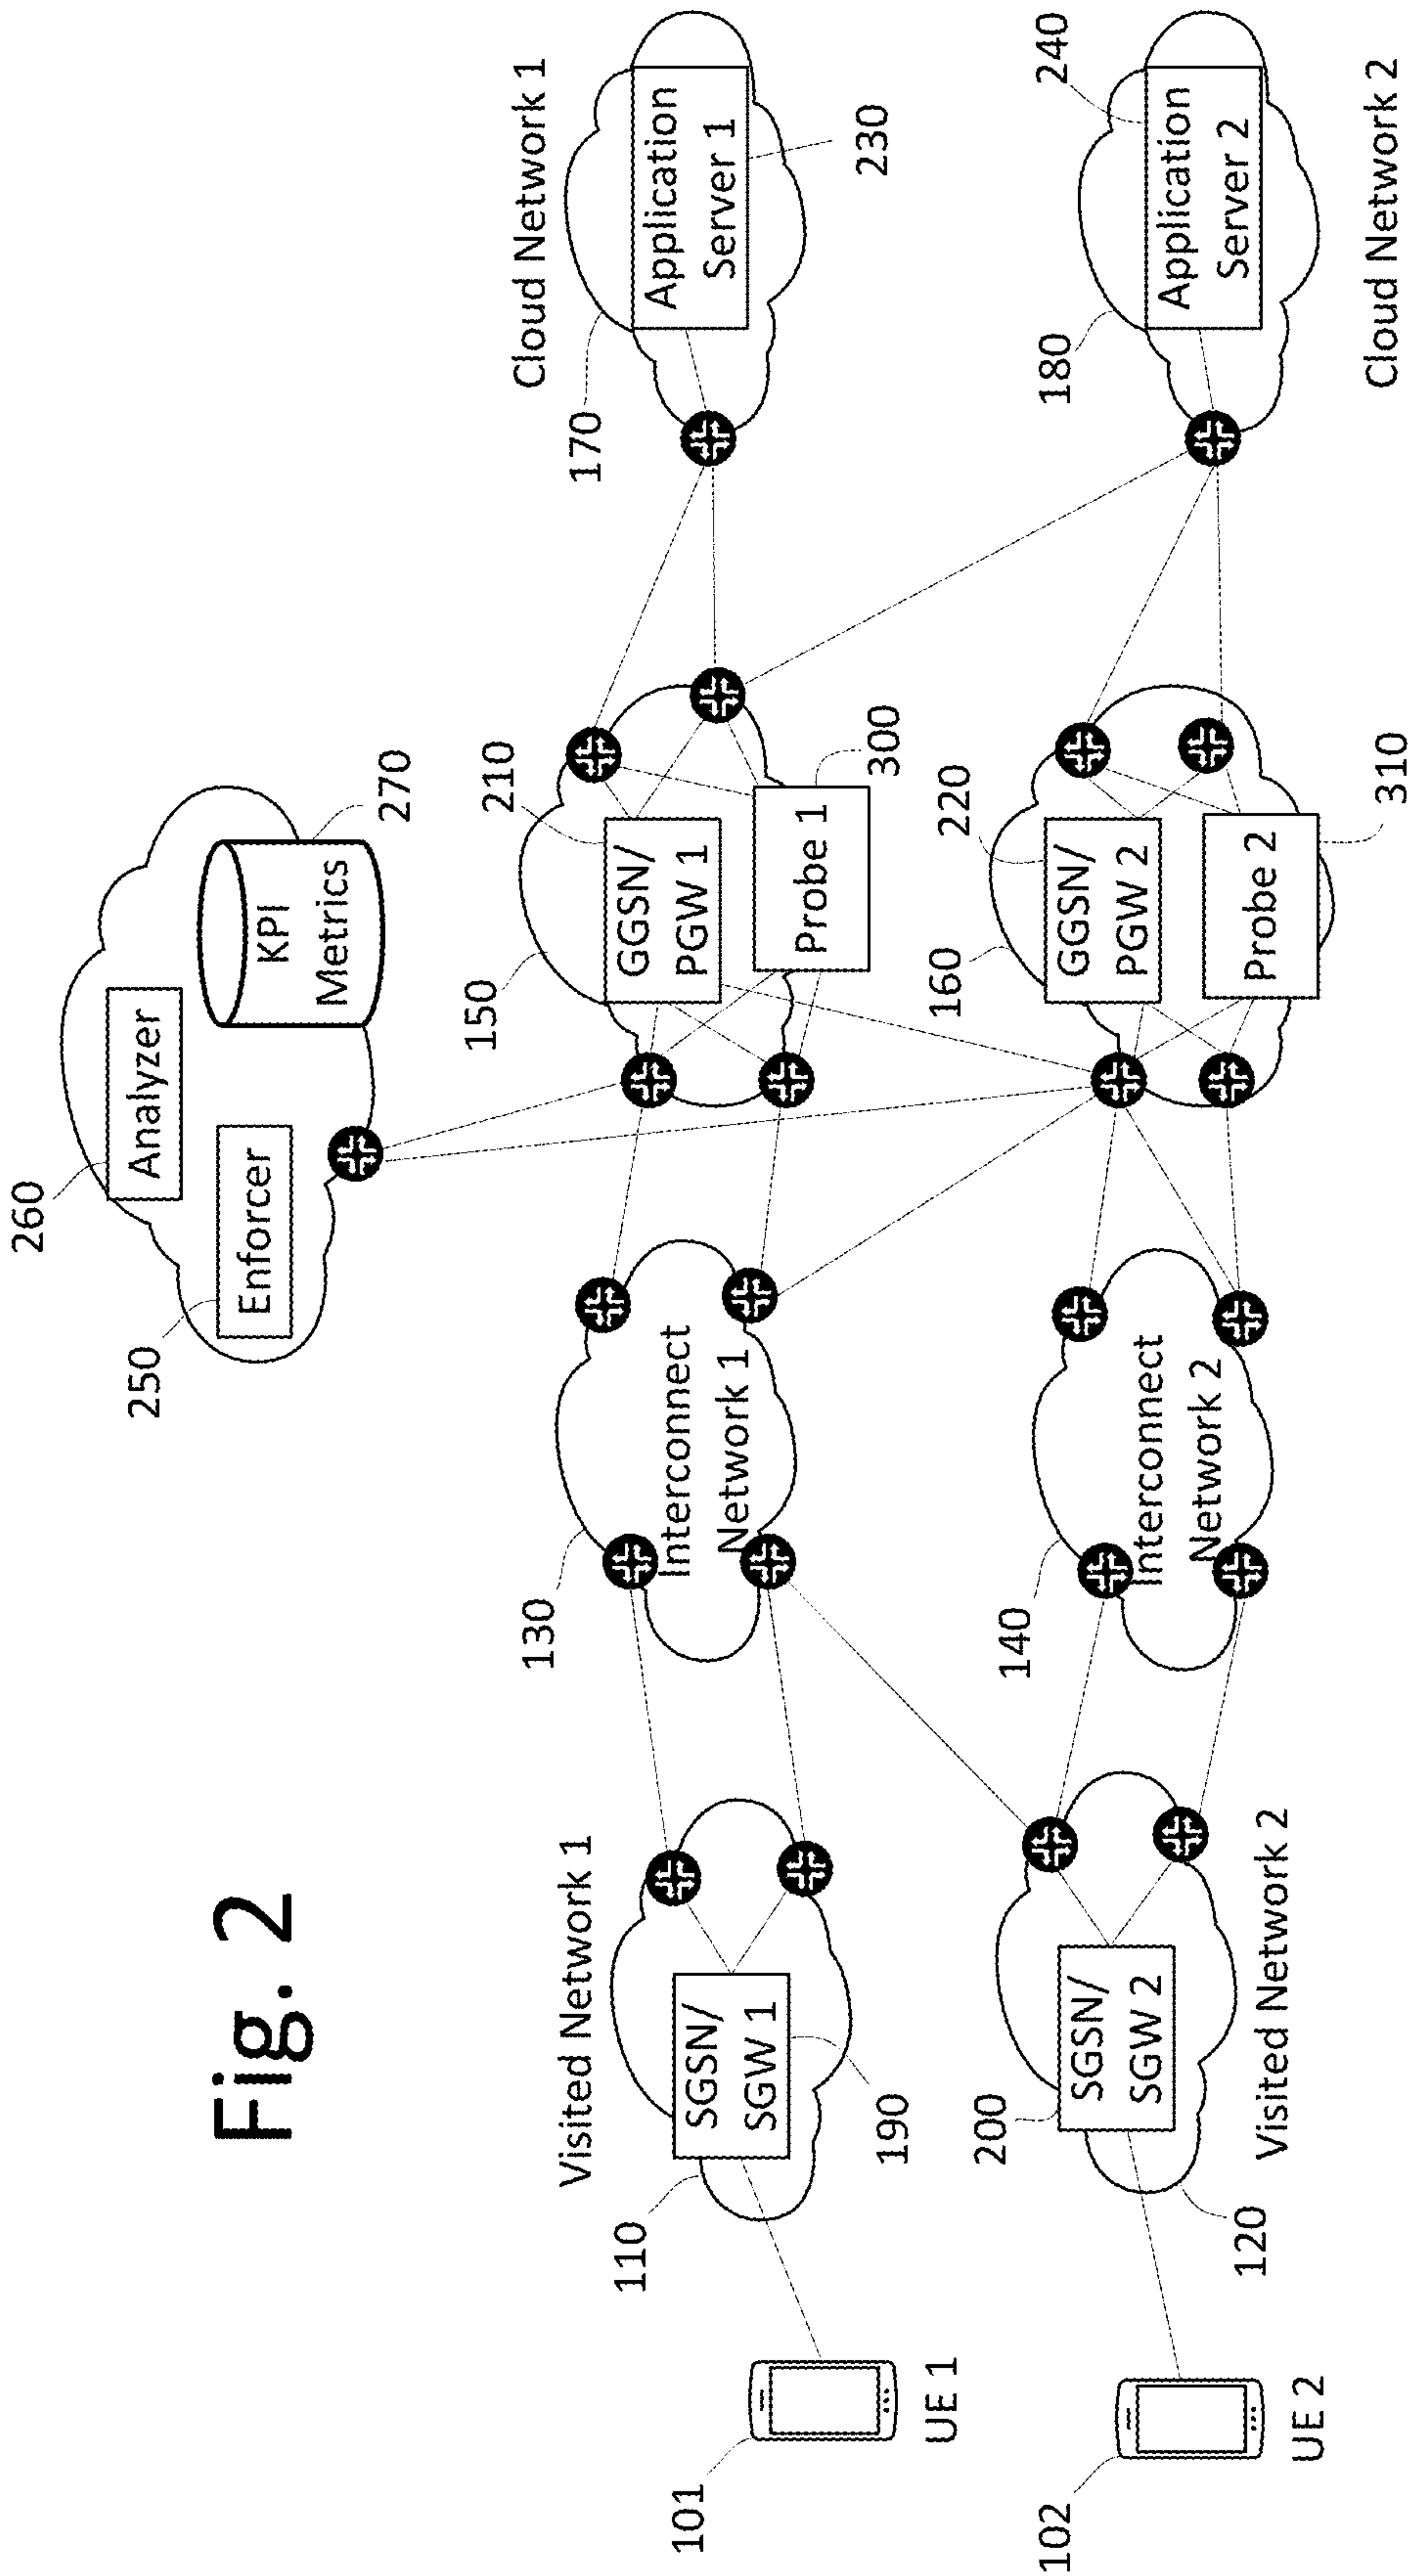 Fig. 2
260
Analyzer
250
Enforcer
KPI
Metrics
270
Visited Network 1
130
150
210
Cloud Network 1
170
110
SGSN/
SGW 1
190
Interconnect
Network 1
GGSN/
PGW 1
Probe 1
300
Application
Server 1
230
101
UE 1
200
140
160
220
180
240
SGSN/
SGW 2
Interconnect
Network 2
GGSN/
PGW 2
Probe 2
310
Application
Server 2
102
UE 2
120
Visited Network 2
Cloud Network 2